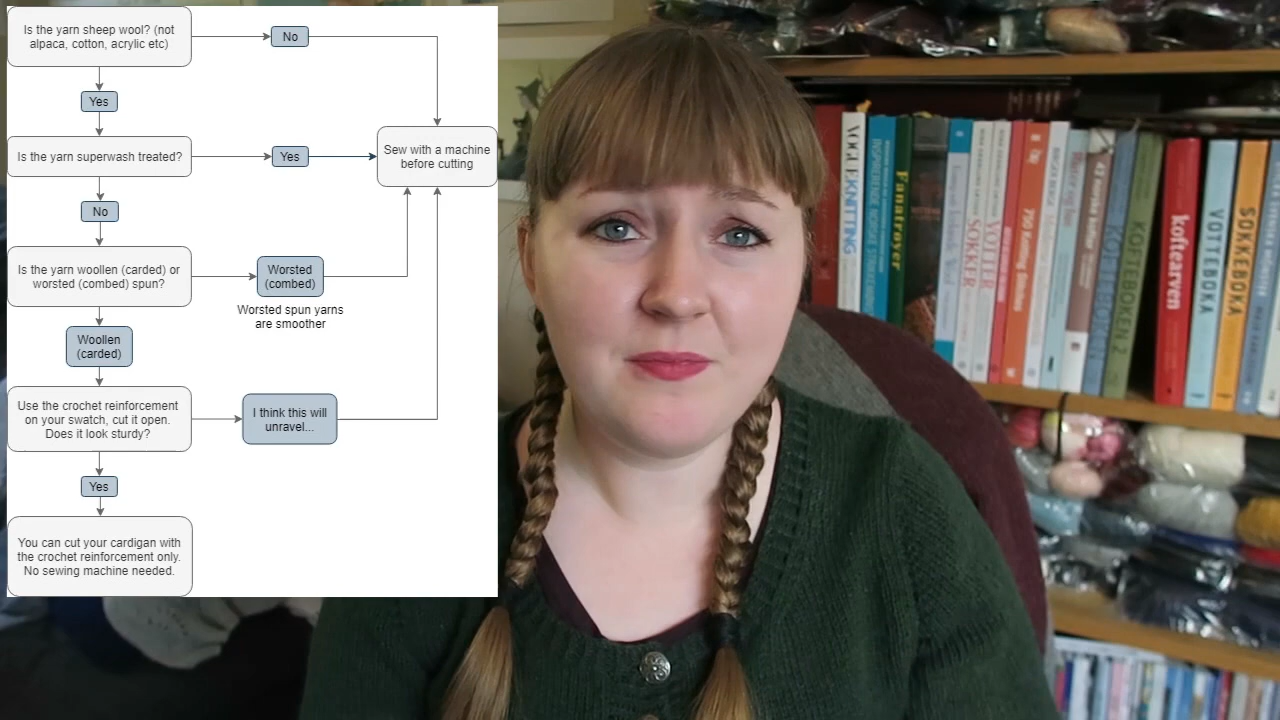 Is the yarn sheep wool? (not
alpaca, cotton, acrylic etc)
No
Yes
Is the yarn superwash treated?
Yes
Sew with a machine
before cutting
No
Is the yarn woollen (carded) or
worsted (combed) spun?
Worsted
(combed)
Worsted spun yarns
are smoother
Woollen
(carded)
Use the crochet reinforcement
on your swatch, cut it open.
Does it look sturdy?
I think this will
unravel...
Yes
You can cut your cardigan with
the crochet reinforcement only.
No sewing machine needed.
VOGUE KNITTING
INSPIRERENDE NORSKE
Fanatrøyer
SOKKER
VOTTER
750 Knitting Stitches
KOFTEBOKEN
KOFTEBOKEN 2
koftearven
VOTTEBOKA
SOKKEBOKA